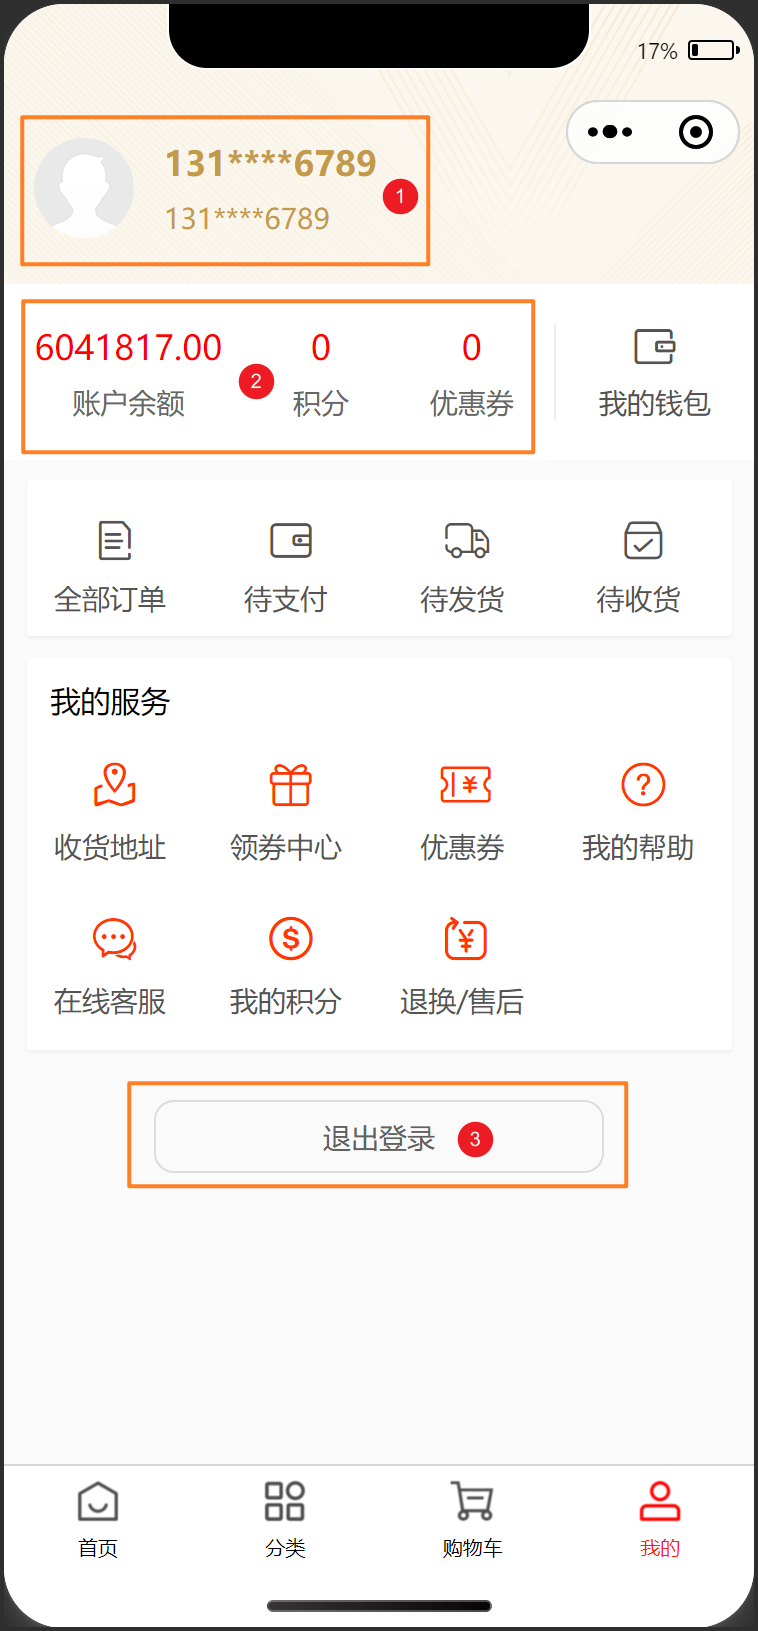 17%
131****6789
1
131****6789
6041817.00 0 0
2
账户余额 积分 优惠券 我的钱包
全部订单 待支付 待发货 待收货
我的服务
收货地址 领券中心 优惠券 我的帮助
在线客服 我的积分 退换/售后
退出登录 3
首页 分类 购物车 我的